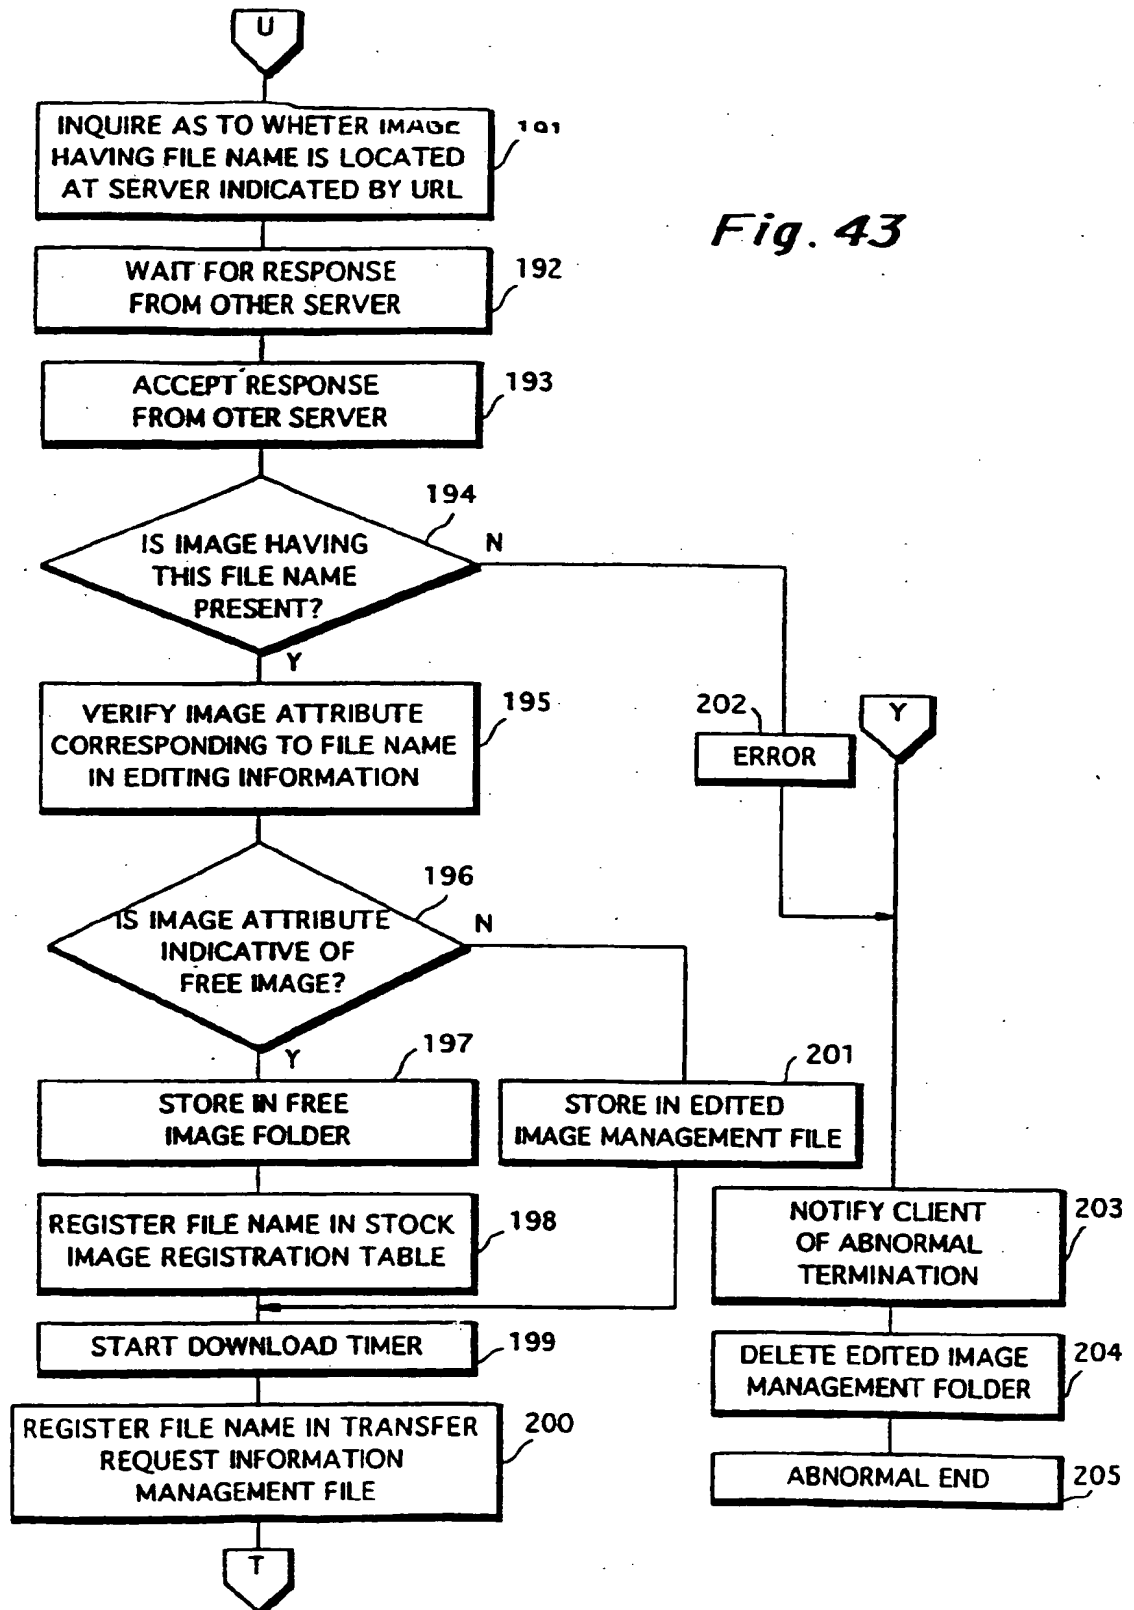 U
INQUIRE AS TO WHETER IMAGE
HAVING FILE NAME IS LOCATED
AT SERVER INDICATED BY URL
191
Fig. 43
WAIT FOR RESPONSE
FROM OTHER SERVER
192
ACCEPT RESPONSE
FROM OTER SERVER
193
194
IS IMAGE HAVING
THIS FILE NAME
PRESENT?
N
Y
VERIFY IMAGE ATTRIBUTE
CORRESPONDING TO FILE NAME
IN EDITING INFORMATION
195
202
ERROR
Y
196
IS IMAGE ATTRIBUTE
INDICATIVE OF
FREE IMAGE?
N
Y
197
STORE IN FREE
IMAGE FOLDER
201
STORE IN EDITED
IMAGE MANAGEMENT FILE
REGISTER FILE NAME IN STOCK
IMAGE REGISTRATION TABLE
198
NOTIFY CLIENT
OF ABNORMAL
TERMINATION
203
START DOWNLOAD TIMER
199
DELETE EDITED IMAGE
MANAGEMENT FOLDER
204
REGISTER FILE NAME IN TRANSFER
REQUEST INFORMATION
MANAGEMENT FILE
200
ABNORMAL END
205
T